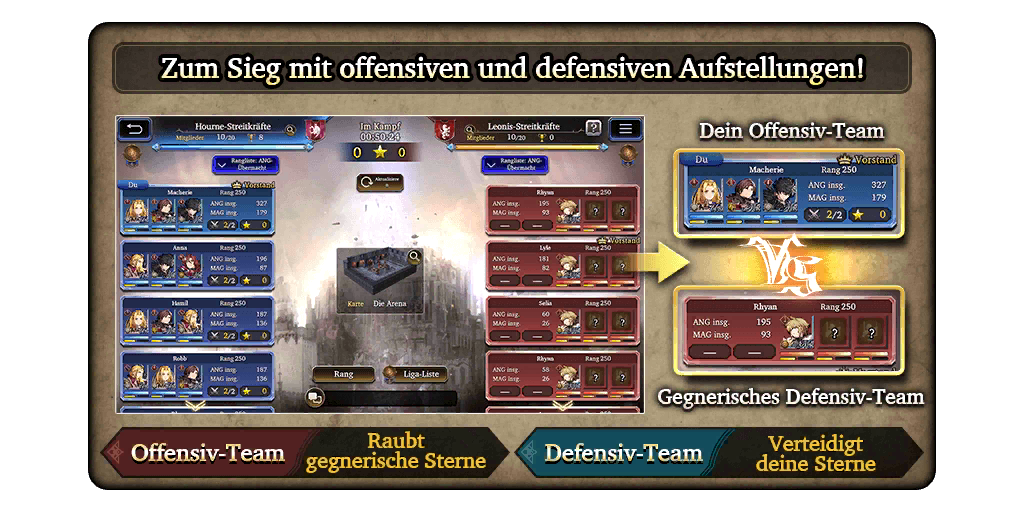 Zum Sieg mit offensiven und defensiven Aufstellungen!
Hourne-Streitkräfte
Mitglieder 10/20 8
Im Kampf
00:50:24
0 0
Leonis-Streitkräfte
Mitglieder 10/20 0
?
Rangliste: ANG-
Übermacht
Rangliste: ANG-
Übermacht
Aktualisiere
Du Vorstand
Macherie Rang 250
ANG insg. 327
MAG insg. 179
2/2 0
Anna Rang 250
ANG insg. 196
MAG insg. 87
2/2 0
Hamil Rang 250
ANG insg. 187
MAG insg. 136
2/2 0
Robb Rang 250
ANG insg. 187
MAG insg. 136
2/2 0
Karte Die Arena
Rang
Liga-Liste
Rhyan Rang 250
ANG insg. 195
MAG insg. 93
? ?
Vorstand
Lyle Rang 250
ANG insg. 181
MAG insg. 82
? ?
Selia Rang 250
ANG insg. 60
MAG insg. 26
? ?
Rhyan Rang 250
ANG insg. 58
MAG insg. 26
? ?
Dein Offensiv-Team
Du Vorstand
Macherie Rang 250
ANG insg. 327
MAG insg. 179
2/2 0
VS
Rhyan Rang 250
ANG insg. 195
MAG insg. 93
? ?
Gegnerisches Defensiv-Team
Offensiv-Team
Raubt
gegnerische Sterne
Defensiv-Team
Verteidigt
deine Sterne